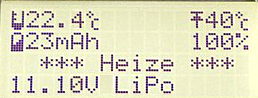 22.4°c 40°c
23mAh 100%
*** Heize ***
11.10V LiPo